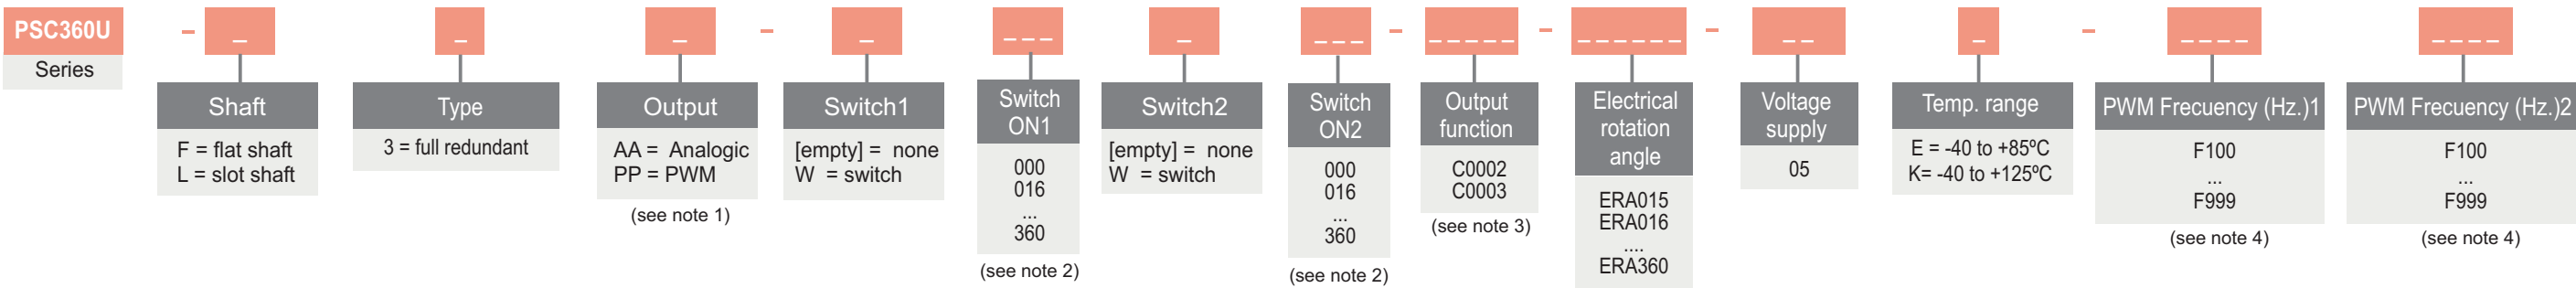 PSC360U - _ _ _ - _ _ _ _ _ _ _ _ - _ _ _ _ _ - _ _ _ _ _ _ - _ _ _ - _ _ _ _ _ _ _ _
Series
Shaft
F = flat shaft
L = slot shaft
Type
3 = full redundant
Output
AA = Analogic
PP = PWM
(see note 1)
Switch1
[empty] = none
W = switch
Switch
ON1
000
016
...
360
(see note 2)
Switch2
[empty] = none
W = switch
Switch
ON2
000
016
...
360
(see note 2)
Output
function
C0002
C0003
(see note 3)
Electrical
rotation
angle
ERA015
ERA016
....
ERA360
Voltage
supply
05
Temp. range
E = -40 to +85ºC
K= -40 to +125ºC
PWM Frecuency (Hz.)1
F100
...
F999
(see note 4)
PWM Frecuency (Hz.)2
F100
...
F999
(see note 4)